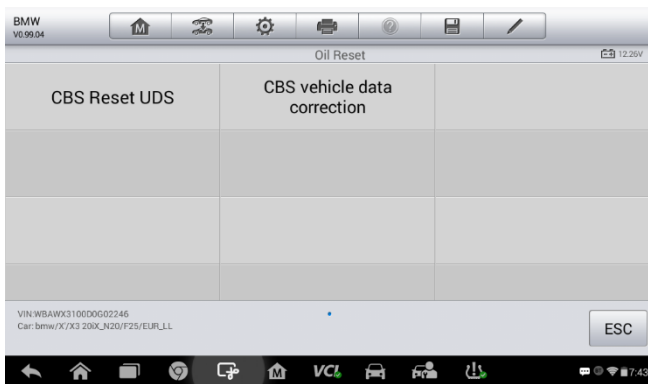 BMW
V0.99.04
Oil Reset
12.26V
CBS Reset UDS
CBS vehicle data
correction
VIN:WBAWX3100D0G02246
Car: bmw/X'/X3 20iX_N20/F25/EUR_LL
ESC
VCI
7:43